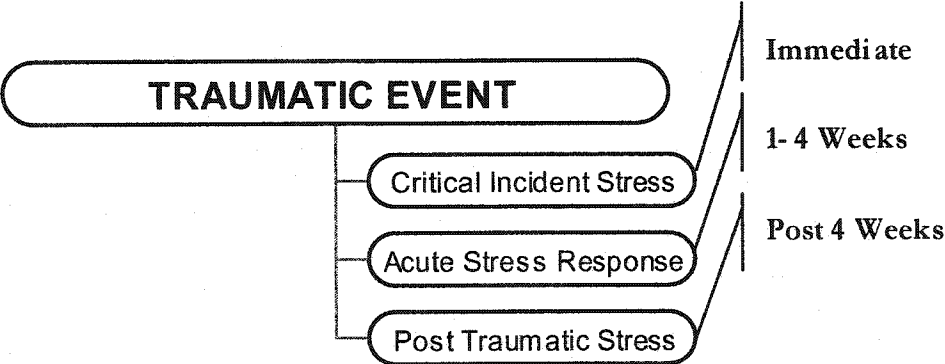 Immediate
TRAUMATIC EVENT
1-4 Weeks
Critical Incident Stress
Post 4 Weeks
Acute Stress Response
Post Traumatic Stress